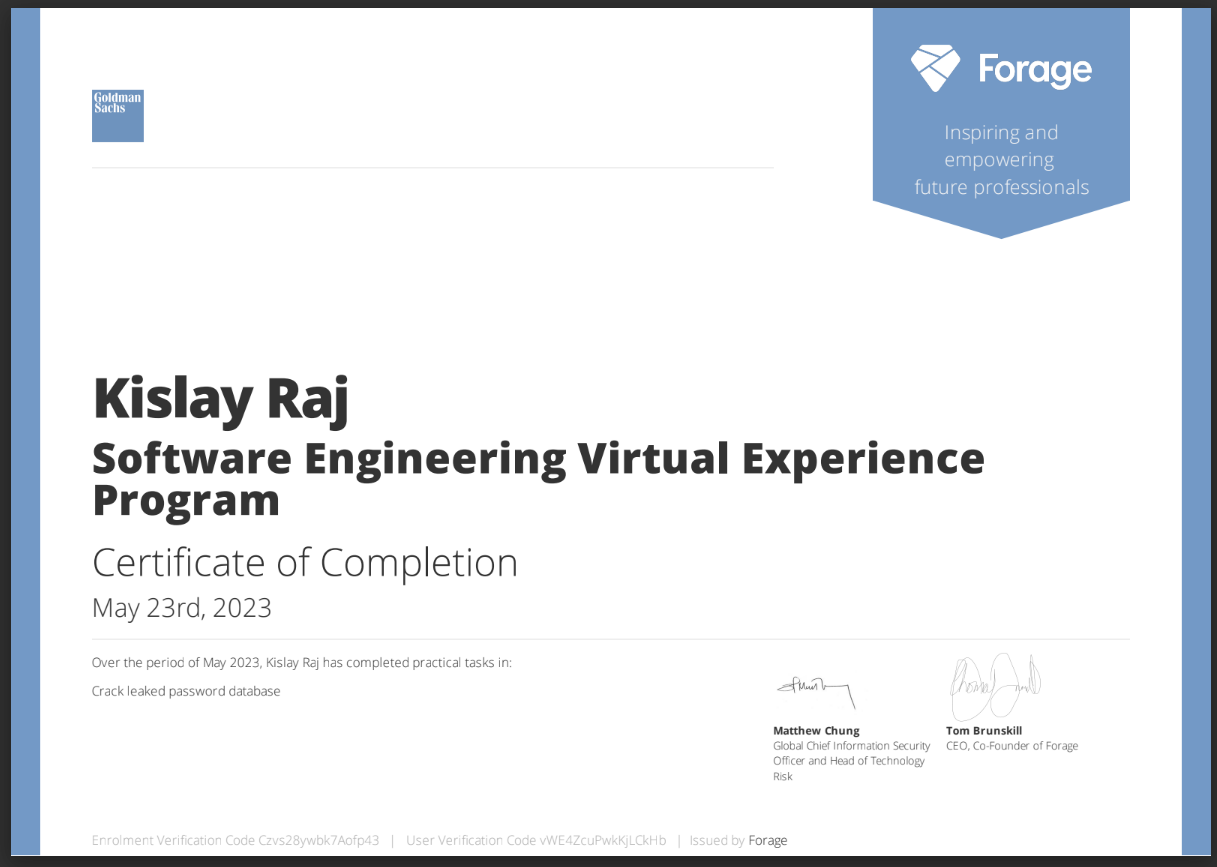 Goldman
Sachs
Forage
Inspiring and
empowering
future professionals
Kislay Raj
Software Engineering Virtual Experience
Program
Certificate of Completion
May 23rd, 2023
Over the period of May 2023, Kislay Raj has completed practical tasks in:
Crack leaked password database
Matthew Chung
Global Chief Information Security
Officer and Head of Technology
Risk
Tom Brunskill
CEO, Co-Founder of Forage
Enrolment Verification Code Czvs28ywbk7Aofp43 | User Verification Code vWE4ZcuPwkKjLCkHb | Issued by Forage